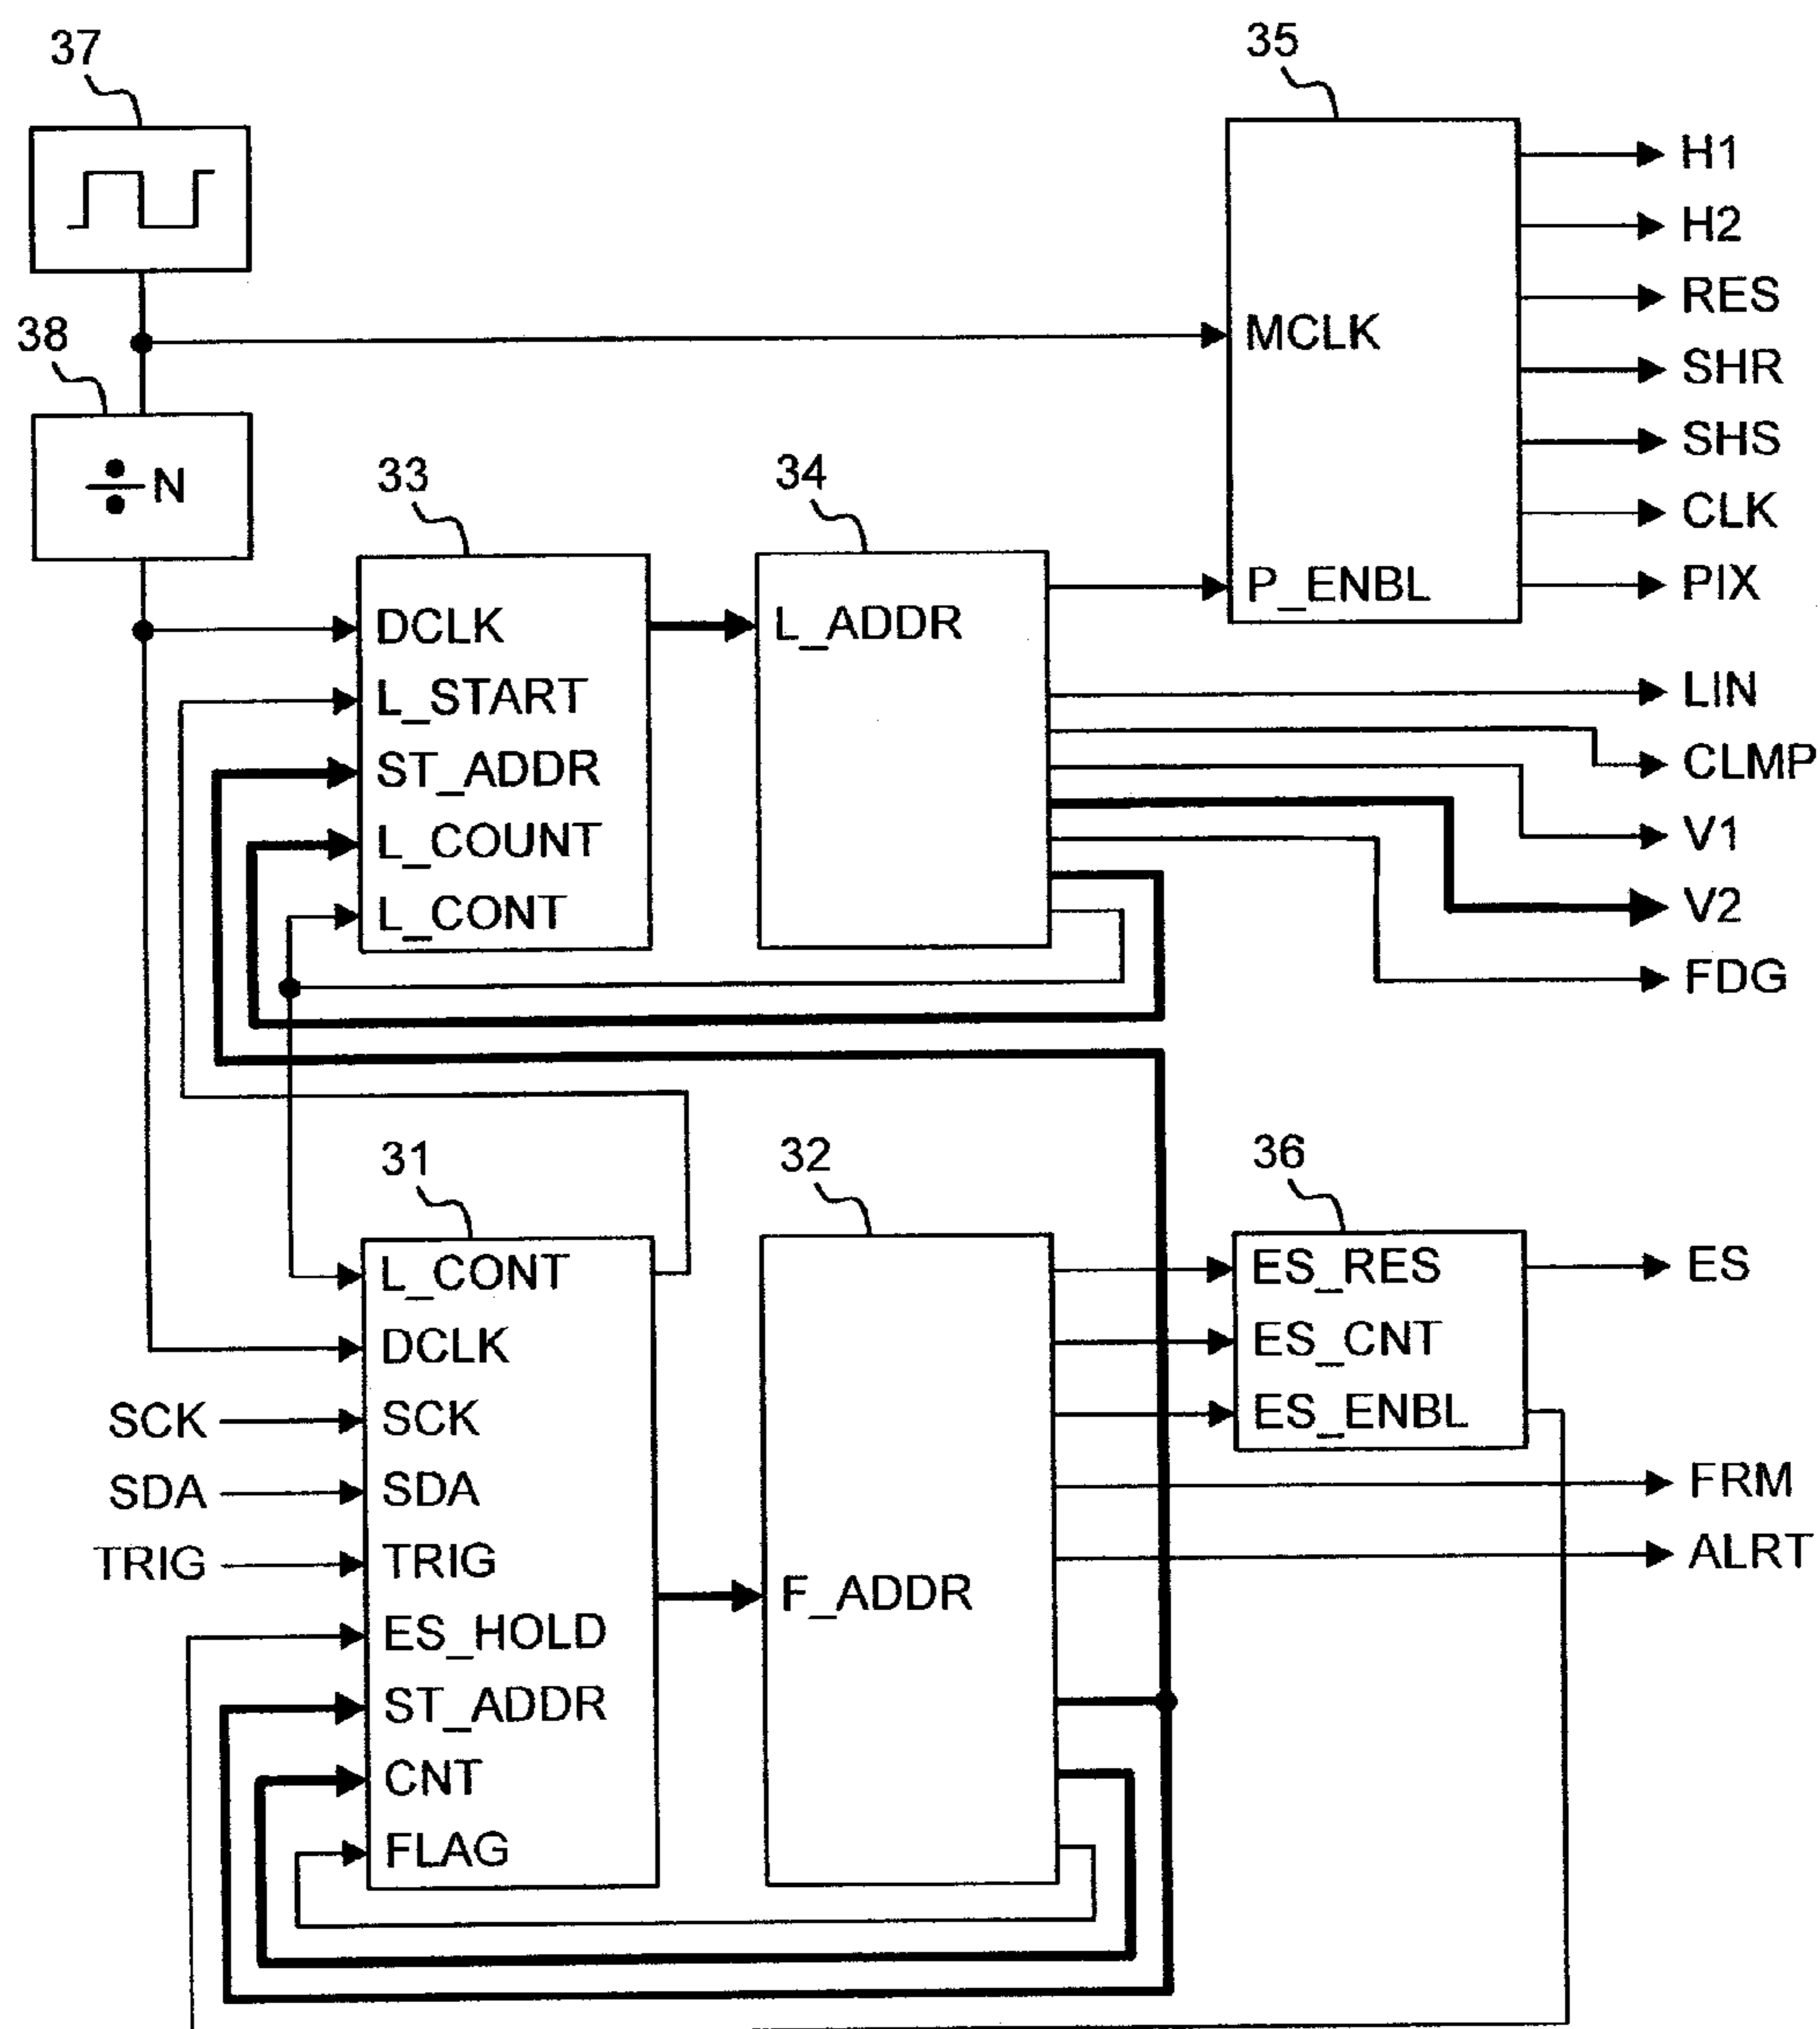 37
35
H1
H2
RES
MCLK
SHR
SHS
CLK
P_ENBL
PIX
38
÷N
33
34
DCLK
L_START
ST_ADDR
L_COUNT
L_CONT
L_ADDR
LIN
CLMP
V1
V2
FDG
31
32
36
L_CONT
DCLK
SCK
SCK
SDA
SDA
TRIG
TRIG
ES_HOLD
ST_ADDR
CNT
FLAG
F_ADDR
ES_RES
ES_CNT
ES_ENBL
ES
FRM
ALRT